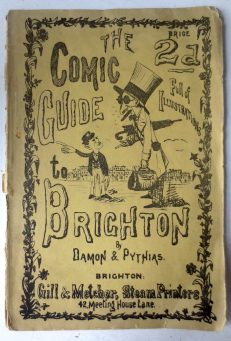 THE
PRICE
2d
COMIC
Full of
ILLUSTRATIONS
GUIDE
to
BRIGHTON
by
DAMON & PYTHIAS.
BRIGHTON:
Gill & Metcher, Steam Printers
42, Meeting House Lane.